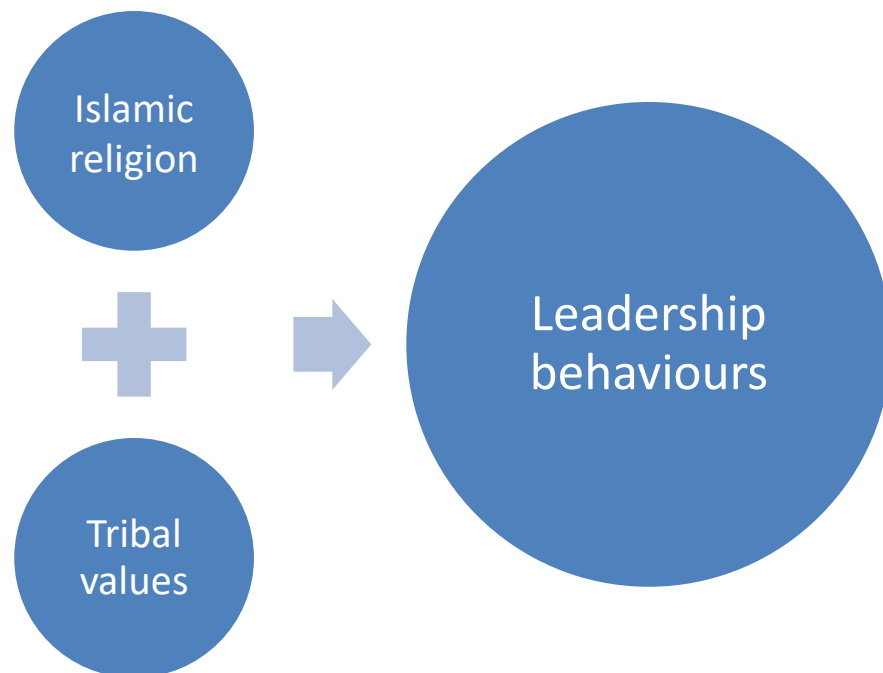 Islamic
religion
Tribal
values
Leadership
behaviours